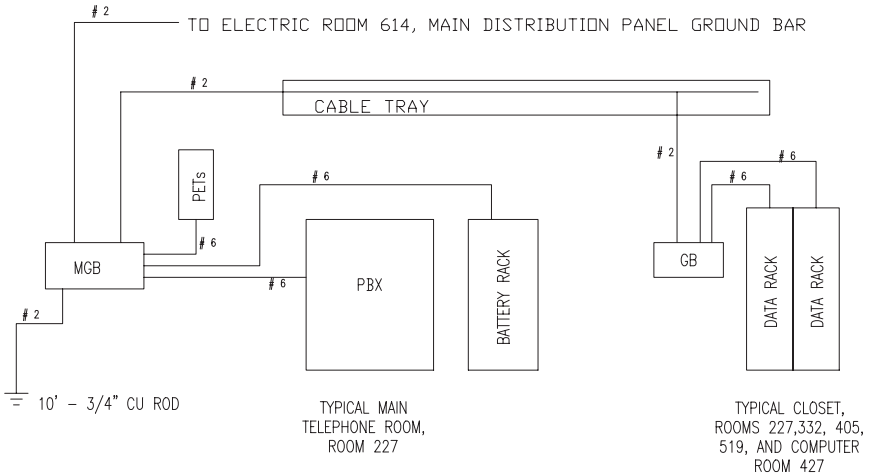 # 2
TO ELECTRIC ROOM 614, MAIN DISTRIBUTION PANEL GROUND BAR
# 2
CABLE TRAY
# 2
# 6
# 6
# 6
PETs
# 6
MGB
# 6
PBX
BATTERY RACK
GB
DATA RACK
DATA RACK
# 2
10' - 3/4" CU ROD
TYPICAL MAIN
TELEPHONE ROOM,
ROOM 227
TYPICAL CLOSET,
ROOMS 227,332, 405,
519, AND COMPUTER
ROOM 427